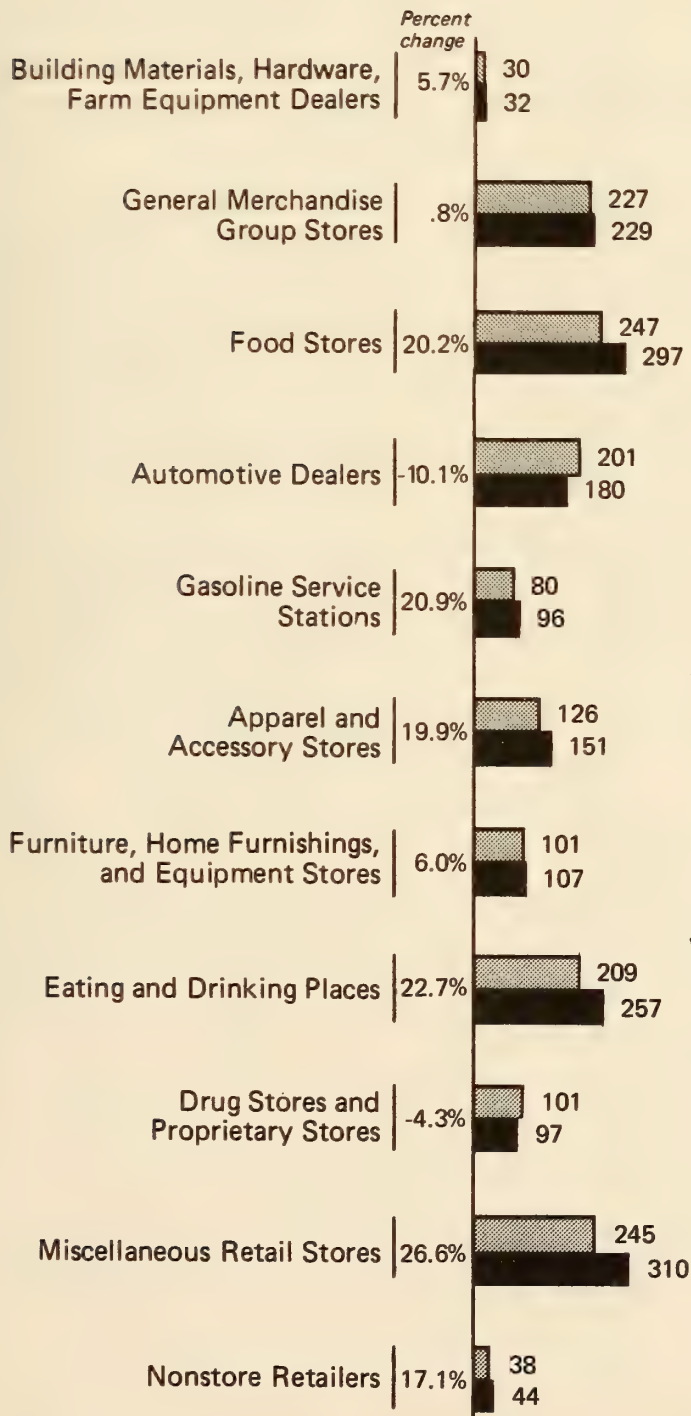 Percent
change
Building Materials, Hardware,
Farm Equipment Dealers
5.7%
30
32
General Merchandise
Group Stores
.8%
227
229
Food Stores
20.2%
247
297
Automotive Dealers
-10.1%
201
180
Gasoline Service
Stations
20.9%
80
96
Apparel and
Accessory Stores
19.9%
126
151
Furniture, Home Furnishings,
and Equipment Stores
6.0%
101
107
Eating and Drinking Places
22.7%
209
257
Drug Stores and
Proprietary Stores
-4.3%
101
97
Miscellaneous Retail Stores
26.6%
245
310
Nonstore Retailers
17.1%
38
44